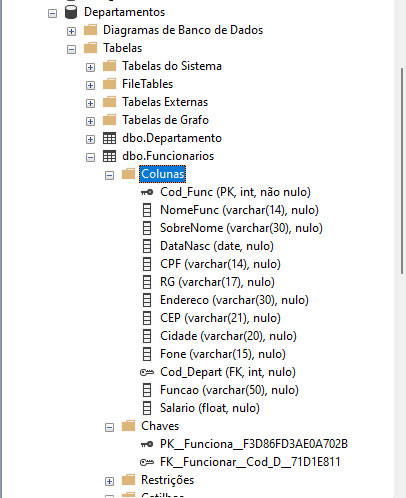 Departamentos
Diagramas de Banco de Dados
Tabelas
Tabelas do Sistema
FileTables
Tabelas Externas
Tabelas de Grafo
dbo.Departamento
dbo.Funcionarios
Colunas
Cod_Func (PK, int, não nulo)
NomeFunc (varchar(14), nulo)
SobreNome (varchar(30), nulo)
DataNasc (date, nulo)
CPF (varchar(14), nulo)
RG (varchar(17), nulo)
Endereco (varchar(30), nulo)
CEP (varchar(21), nulo)
Cidade (varchar(20), nulo)
Fone (varchar(15), nulo)
Cod_Depart (FK, int, nulo)
Funcao (varchar(50), nulo)
Salario (float, nulo)
Chaves
PK__Funciona__F3D86FD3AE0A702B
FK__Funcionar__Cod_D__71D1E811
Restrições